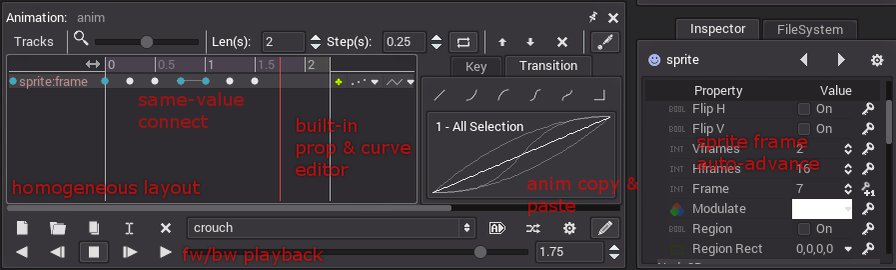 Animation: anim
Tracks
Len(s): 2
Step(s): 0.25
0 0.5 1 1.5 2
sprite:frame
same-value
connect
built-in
prop & curve
editor
homogeneous layout
Key
Transition
1 - All Selection
anim copy &
paste
crouch
fw/bw playback
1.75
Inspector
FileSystem
sprite
Property Value
BOOL Flip H On
BOOL Flip V On
INT Vframes 2
sprite frame
auto-advance
INT Hframes 16
INT Frame 7
Modulate
BOOL Region On
Region Rect 0,0,0,0